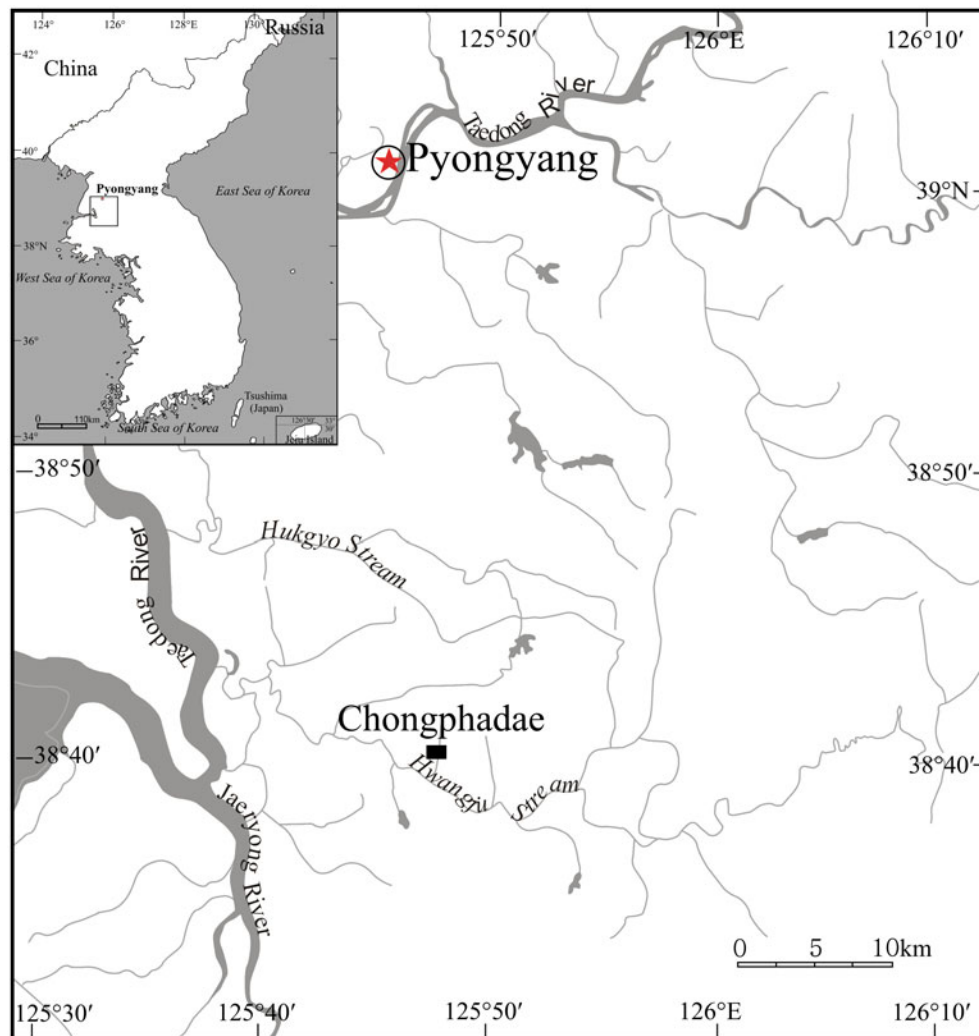 124° 126° 128° 130°
Russia
42°
China
40°
Pyongyang
East Sea of Korea
38°N
West Sea of Korea
36°
Tsushima
(Japan)
0 110km
South Sea of Korea
Jeju Island
34°
125°50′ 126°E 126°10′
Taedong River
Pyongyang
39°N
38°50′ 38°50′
Hukgyo Stream
Taedong River
Chongphadae
38°40′ 38°40′
Hwangju Stream
Jaeryong River
0 5 10km
125°30′ 125°40′ 125°50′ 126°E 126°10′